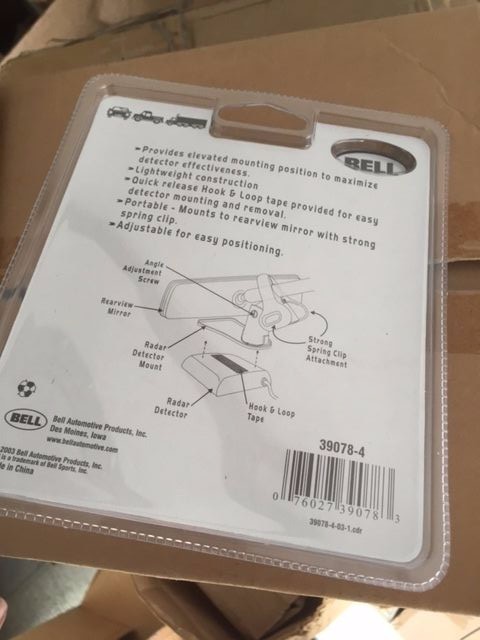 BELL
➤Provides elevated mounting position to maximize
detector effectiveness.
➤Lightweight construction
➤Quick release Hook & Loop tape provided for easy
detector mounting and removal.
➤Portable - Mounts to rearview mirror with strong
spring clip.
➤Adjustable for easy positioning.
Angle
Adjustment
Screw
Rearview
Mirror
Radar
Detector
Mount
Radar
Detector
Strong
Spring Clip
Attachment
Hook & Loop
Tape
BELL
Bell Automotive Products, Inc.
Des Moines, Iowa
www.bellautomotive.com
2003 Bell Automotive Products, Inc.
is a trademark of Bell Sports, Inc.
e in China
39078-4
0 76027 39078 3
39078-4-03-1.cdr